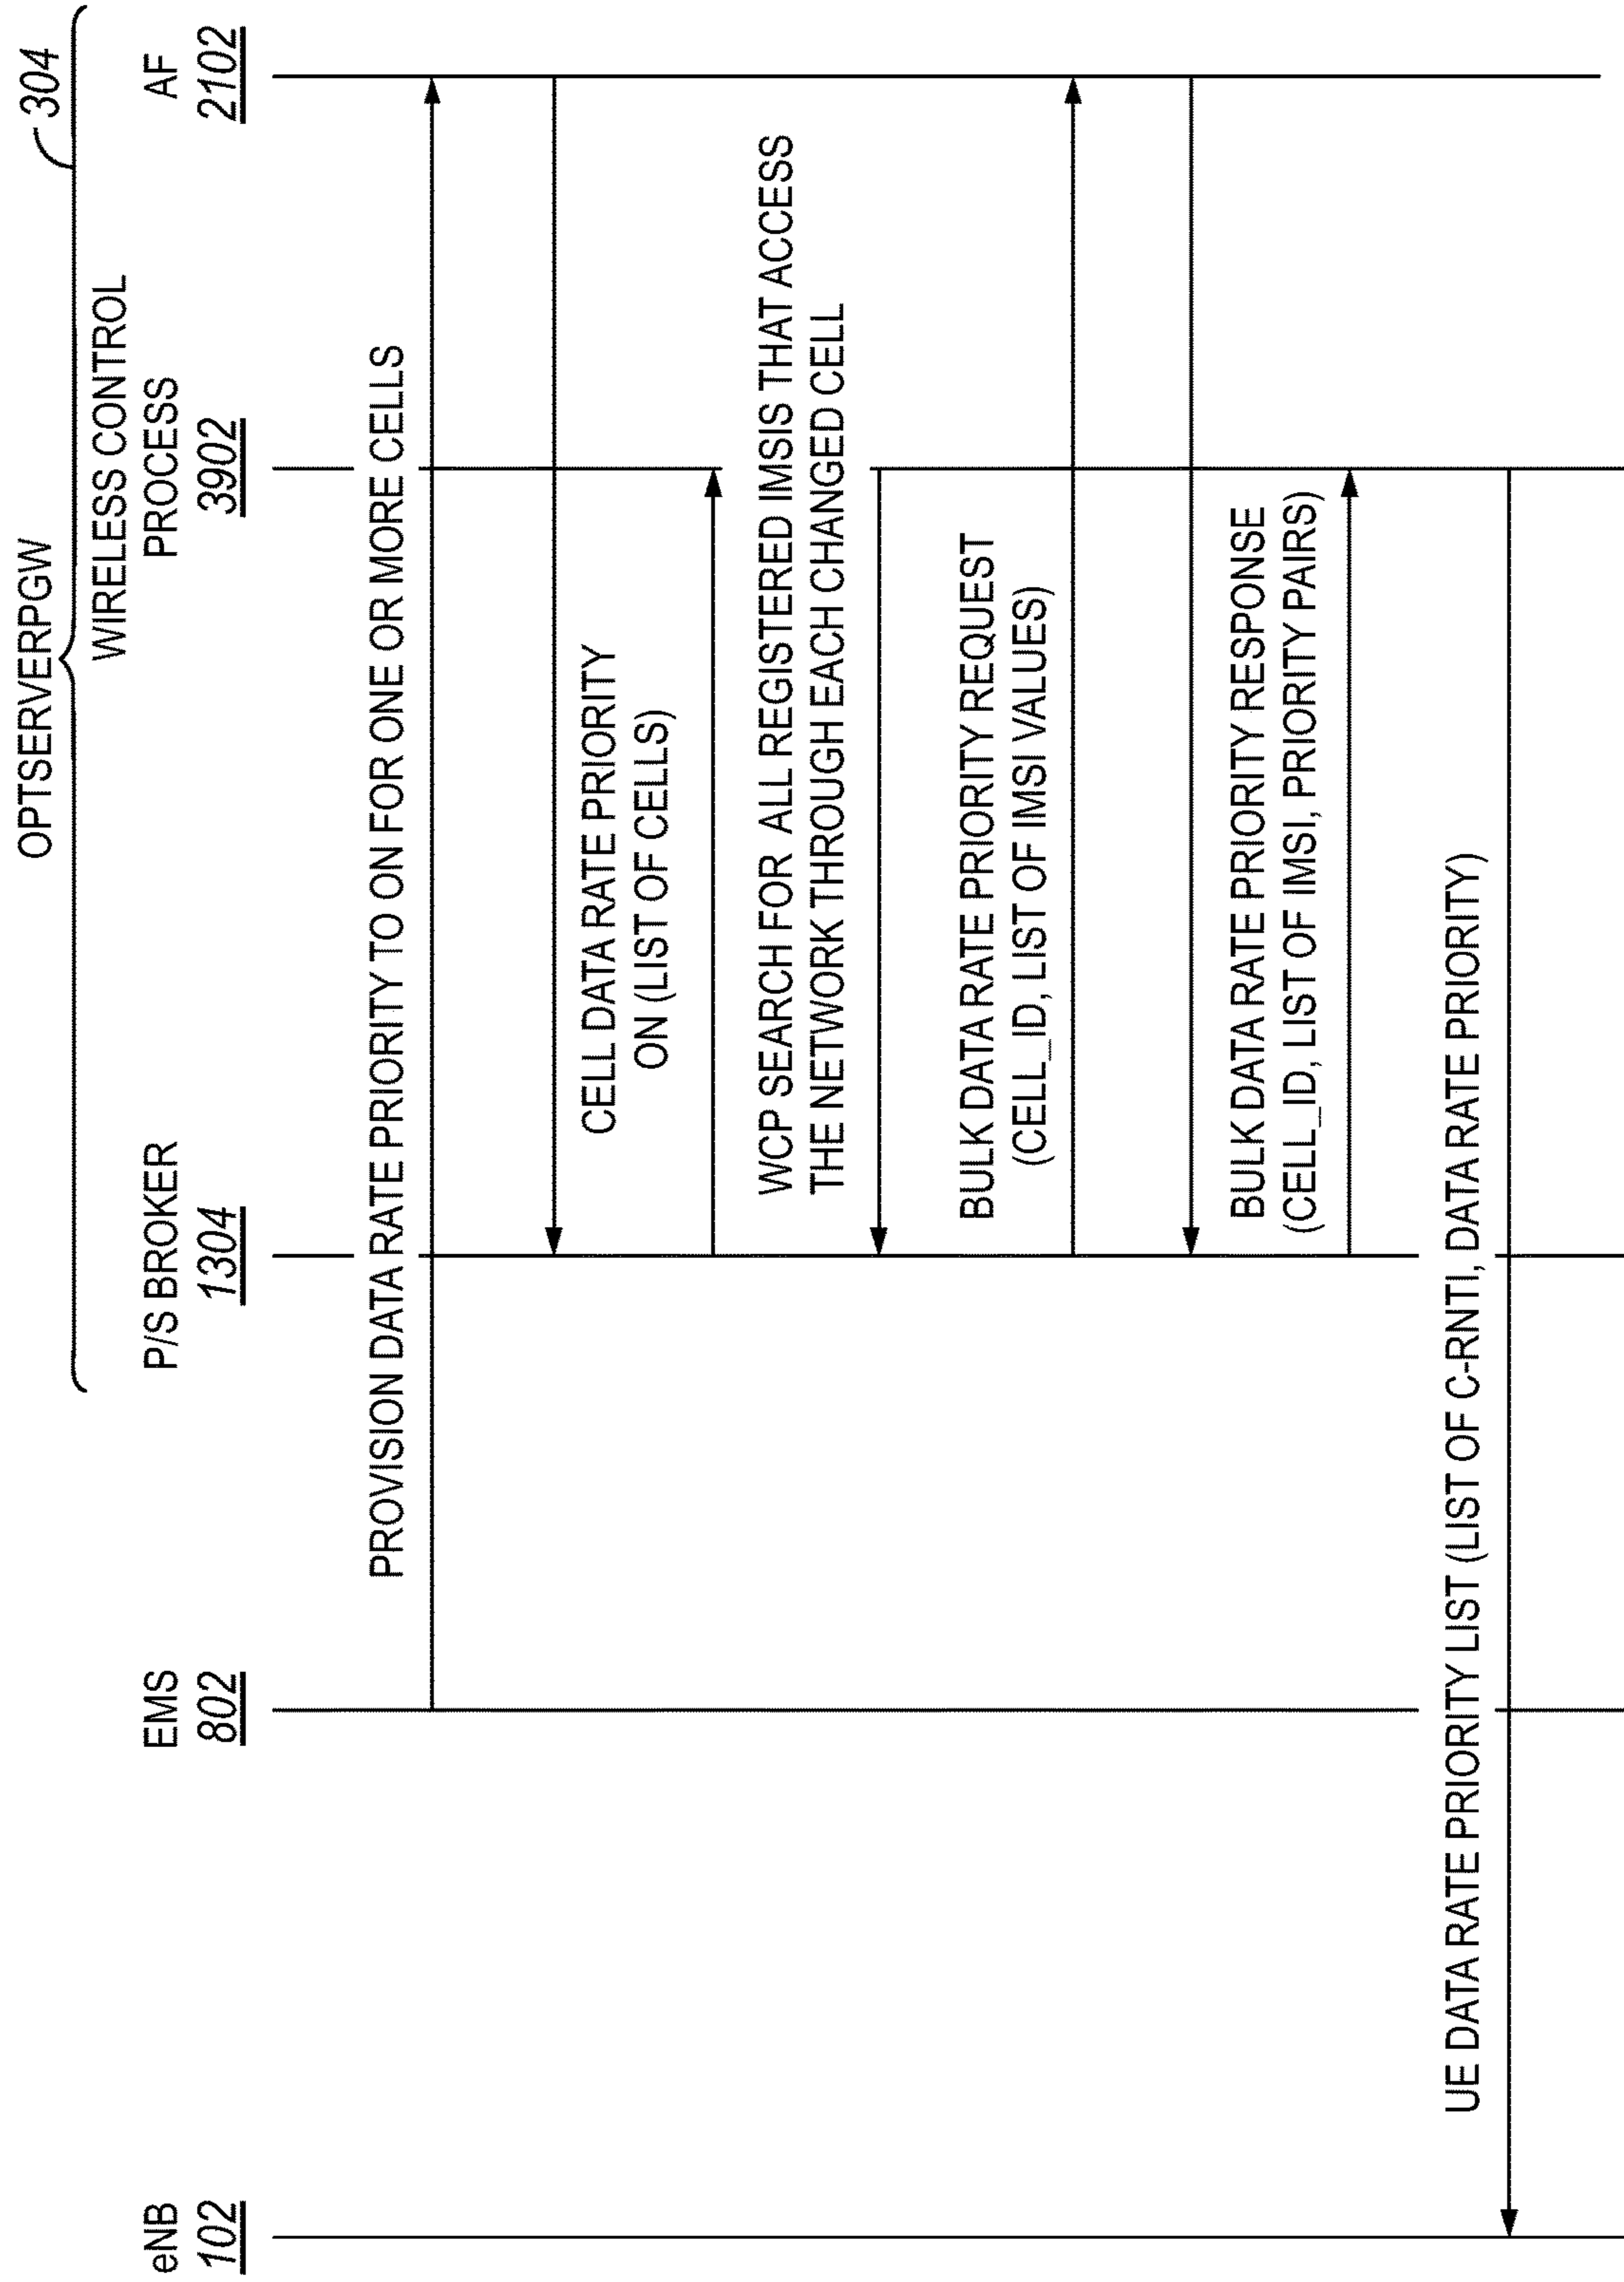 OPTSERVERPGW
304
eNB
102
EMS
802
P/S BROKER
1304
WIRELESS CONTROL
PROCESS
3902
AF
2102
PROVISION DATA RATE PRIORITY TO ON FOR ONE OR MORE CELLS
CELL DATA RATE PRIORITY
ON (LIST OF CELLS)
WCP SEARCH FOR ALL REGISTERED IMSIS THAT ACCESS
THE NETWORK THROUGH EACH CHANGED CELL
BULK DATA RATE PRIORITY REQUEST
(CELL_ID, LIST OF IMSI VALUES)
BULK DATA RATE PRIORITY RESPONSE
(CELL_ID, LIST OF IMSI, PRIORITY PAIRS)
UE DATA RATE PRIORITY LIST (LIST OF C-RNTI, DATA RATE PRIORITY)